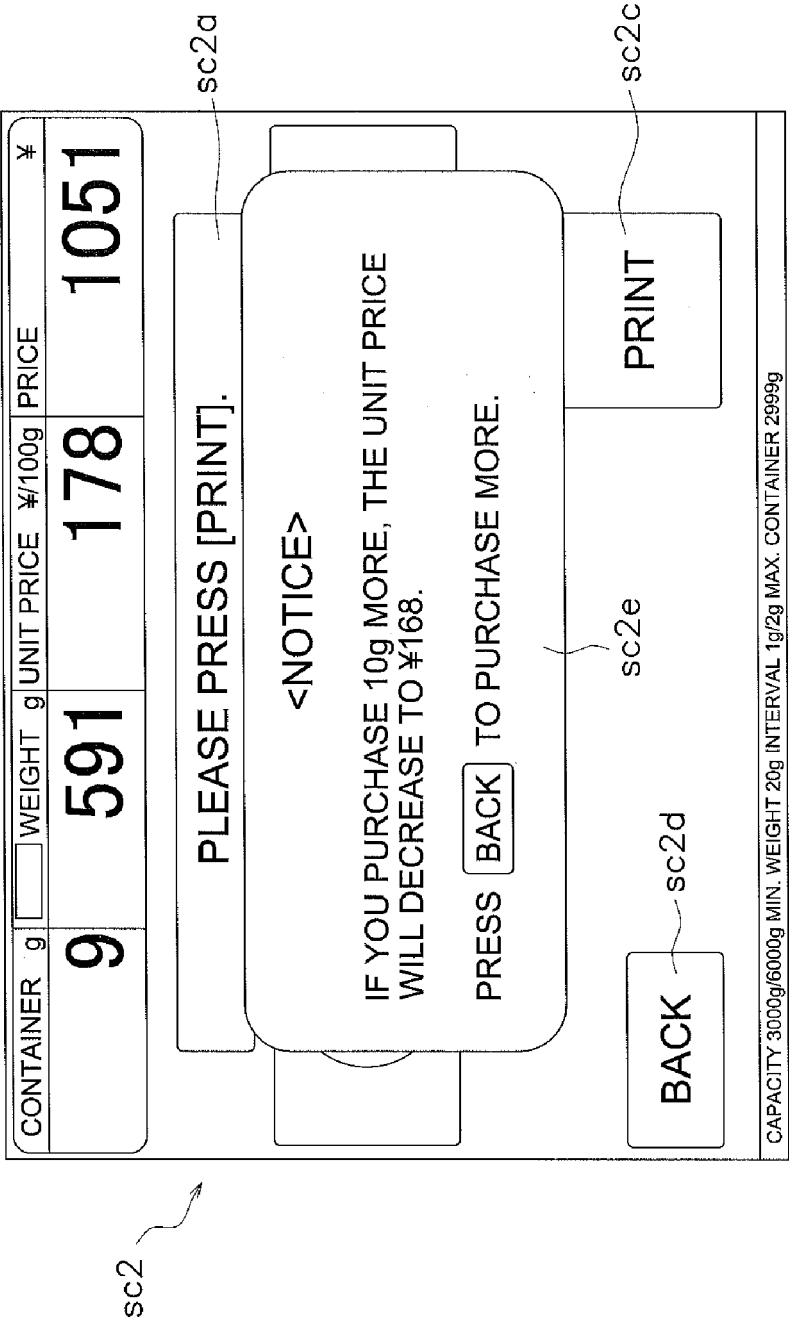 sc2
CONTAINER g
WEIGHT g
UNIT PRICE ¥/100g
PRICE ¥
9
591
178
1051
PLEASE PRESS [PRINT].
sc2a
<NOTICE>
IF YOU PURCHASE 10g MORE, THE UNIT PRICE
WILL DECREASE TO ¥168.
PRESS BACK TO PURCHASE MORE.
sc2e
BACK
sc2d
PRINT
sc2c
CAPACITY 3000g/6000g MIN. WEIGHT 20g INTERVAL 1g/2g MAX. CONTAINER 2999g